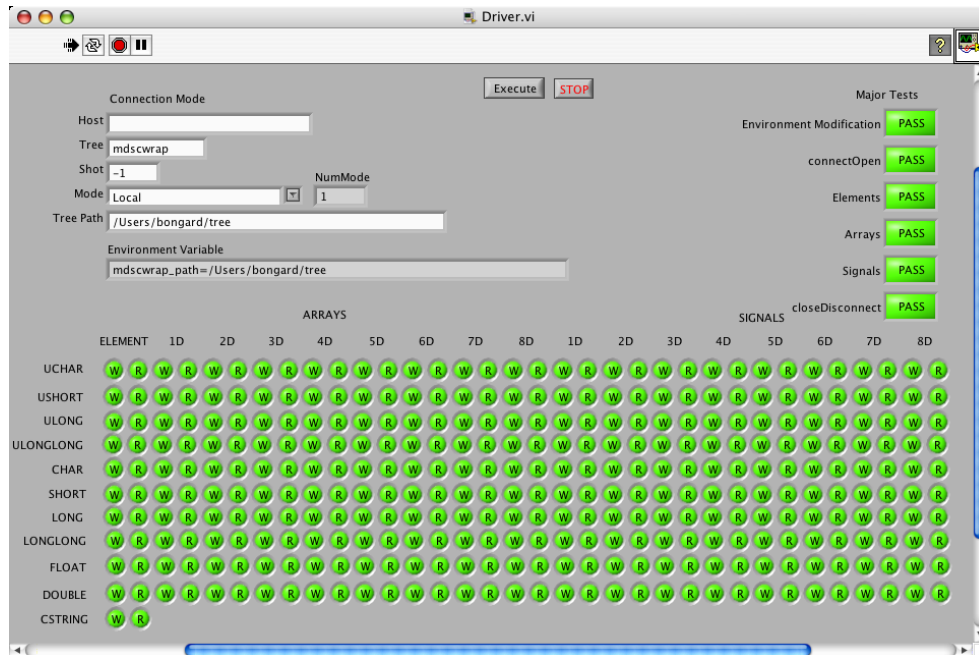 Driver.vi
?
Execute STOP
Connection Mode
Major Tests
Host
Environment Modification PASS
Tree mdscwrap
Shot -1
connectOpen PASS
NumMode
Mode Local 1
Elements PASS
Tree Path /Users/bongard/tree
Arrays PASS
Environment Variable
mdscwrap_path=/Users/bongard/tree
Signals PASS
closeDisconnect PASS
ARRAYS SIGNALS
ELEMENT 1D 2D 3D 4D 5D 6D 7D 8D 1D 2D 3D 4D 5D 6D 7D 8D
UCHAR W R W R W R W R W R W R W R W R W R W R W R W R W R W R W R W R W R
USHORT W R W R W R W R W R W R W R W R W R W R W R W R W R W R W R W R W R
ULONG W R W R W R W R W R W R W R W R W R W R W R W R W R W R W R W R W R
ULONGLONG W R W R W R W R W R W R W R W R W R W R W R W R W R W R W R W R W R
CHAR W R W R W R W R W R W R W R W R W R W R W R W R W R W R W R W R W R
SHORT W R W R W R W R W R W R W R W R W R W R W R W R W R W R W R W R W R
LONG W R W R W R W R W R W R W R W R W R W R W R W R W R W R W R W R W R
LONGLONG W R W R W R W R W R W R W R W R W R W R W R W R W R W R W R W R W R
FLOAT W R W R W R W R W R W R W R W R W R W R W R W R W R W R W R W R W R
DOUBLE W R W R W R W R W R W R W R W R W R W R W R W R W R W R W R W R W R
CSTRING W R